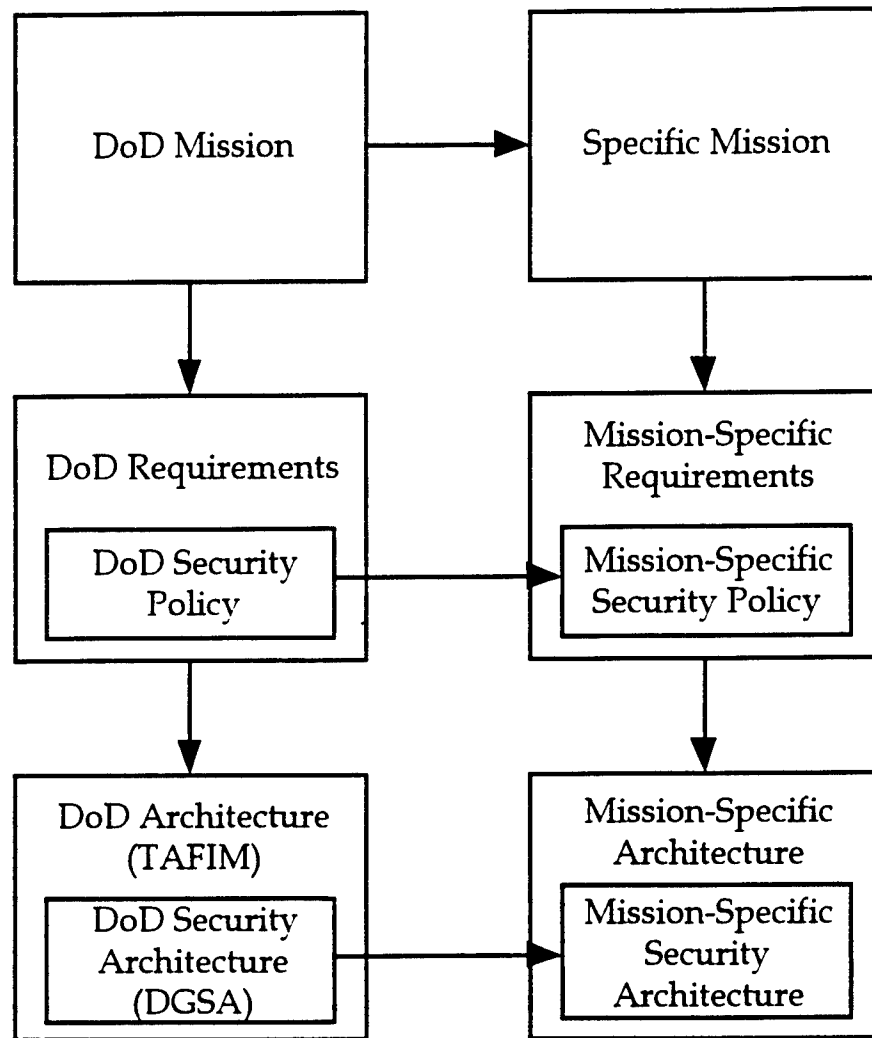 DoD Mission
Specific Mission
DoD Requirements
DoD Security
Policy
Mission-Specific
Requirements
Mission-Specific
Security Policy
DoD Architecture
(TAFIM)
DoD Security
Architecture
(DGSA)
Mission-Specific
Architecture
Mission-Specific
Security
Architecture